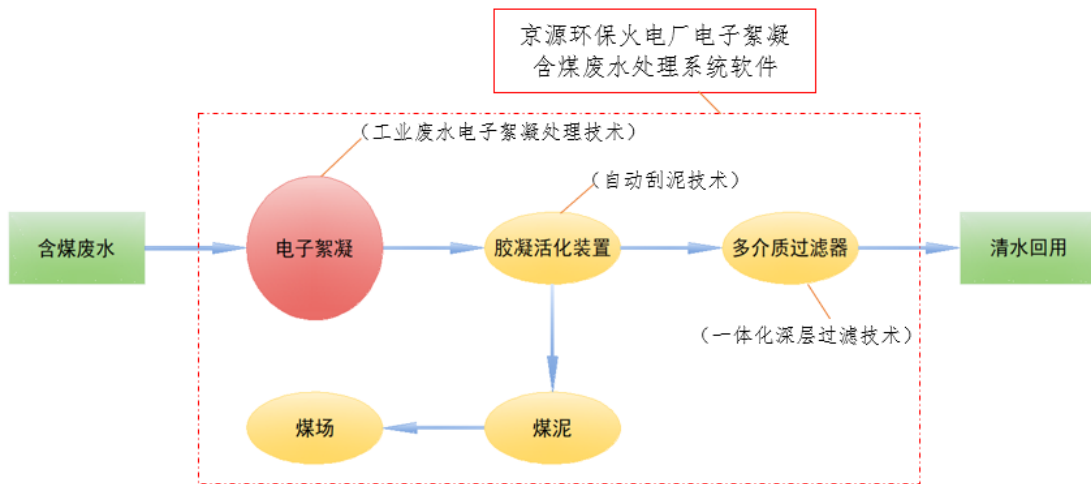 京源环保火电厂电子絮凝
含煤废水处理系统软件
（工业废水电子絮凝处理技术）
（自动刮泥技术）
含煤废水
电子絮凝
胶凝活化装置
多介质过滤器
清水回用
（一体化深层过滤技术）
煤场
煤泥